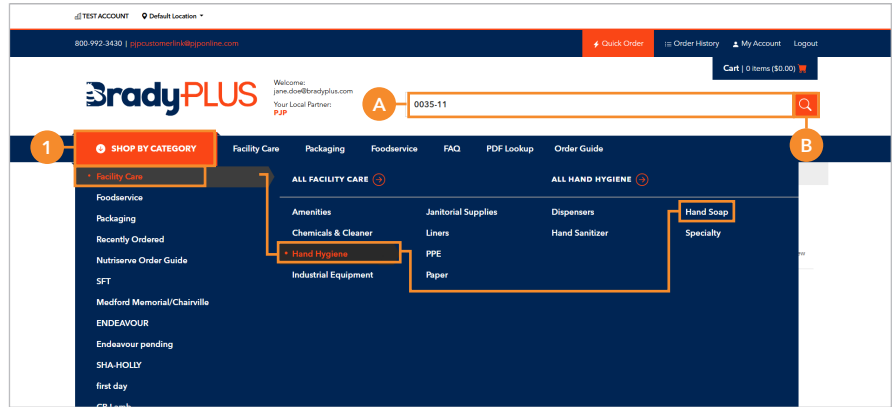 TEST ACCOUNT Default Location
800-992-3430 | pjpcustomerlink@pjponline.com Quick Order Order History My Account Logout
Cart | 0 items ($0.00)
BradyPLUS
Welcome:
jane.doe@bradyplus.com
Your Local Partner:
PJP
A 0035-11
B
1 SHOP BY CATEGORY Facility Care Packaging Foodservice FAQ PDF Lookup Order Guide
Facility Care ALL FACILITY CARE ALL HAND HYGIENE
Foodservice
Packaging Amenities Janitorial Supplies Dispensers Hand Soap
Recently Ordered Chemicals & Cleaner Liners Hand Sanitizer Specialty
Nutriserve Order Guide Hand Hygiene PPE
SFT Industrial Equipment Paper
Medford Memorial/Chairville
ENDEAVOUR
Endeavour pending
SHA-HOLLY
first day